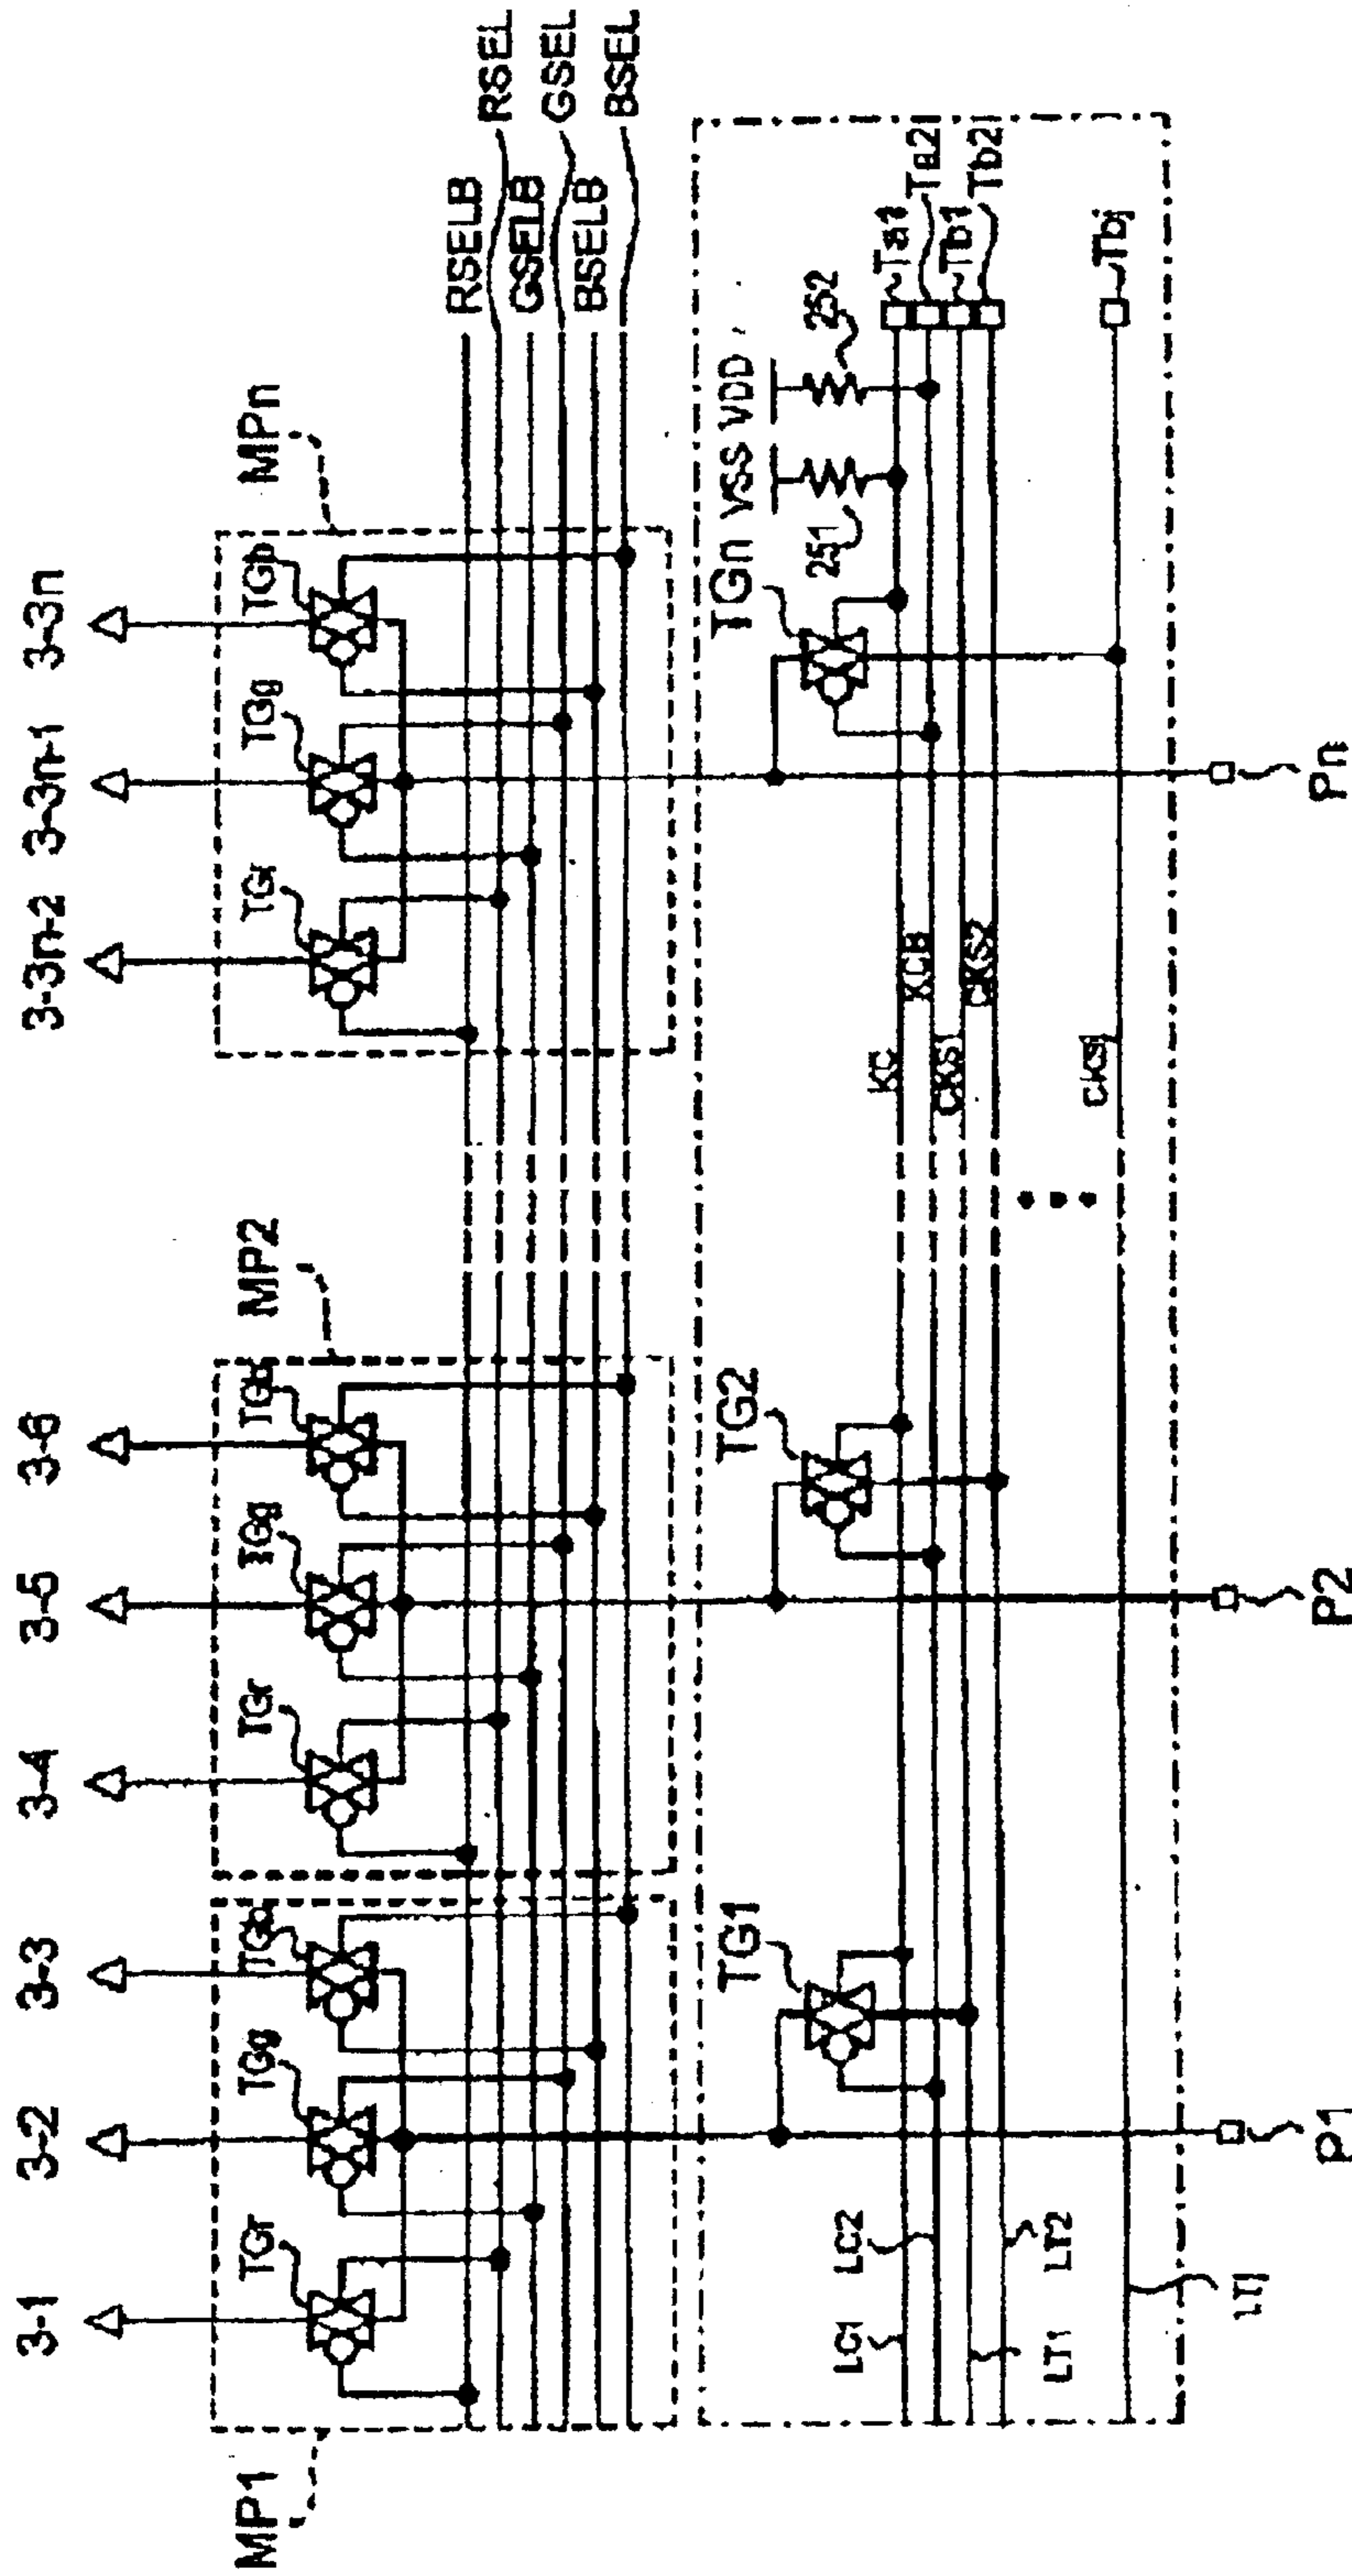 3-1 3-2 3-3 3-4 3-5 3-6 3-3n-2 3-3n-1 3-3n
MP1 MP2 MPn
TGr TGg TGb TGr TGg TGb TGr TGg TGb
RSELB
RSEL
GSELB
GSEL
BSELB
BSEL
TG1 TG2 TGn VSS VDD
251 252
LC1 LC2 KC Ta1
XCB Ta2
CKS1 Tb1
CKS2 Tb2
LT1 LT2 CKSj Tbj
LTj
P1 P2 Pn